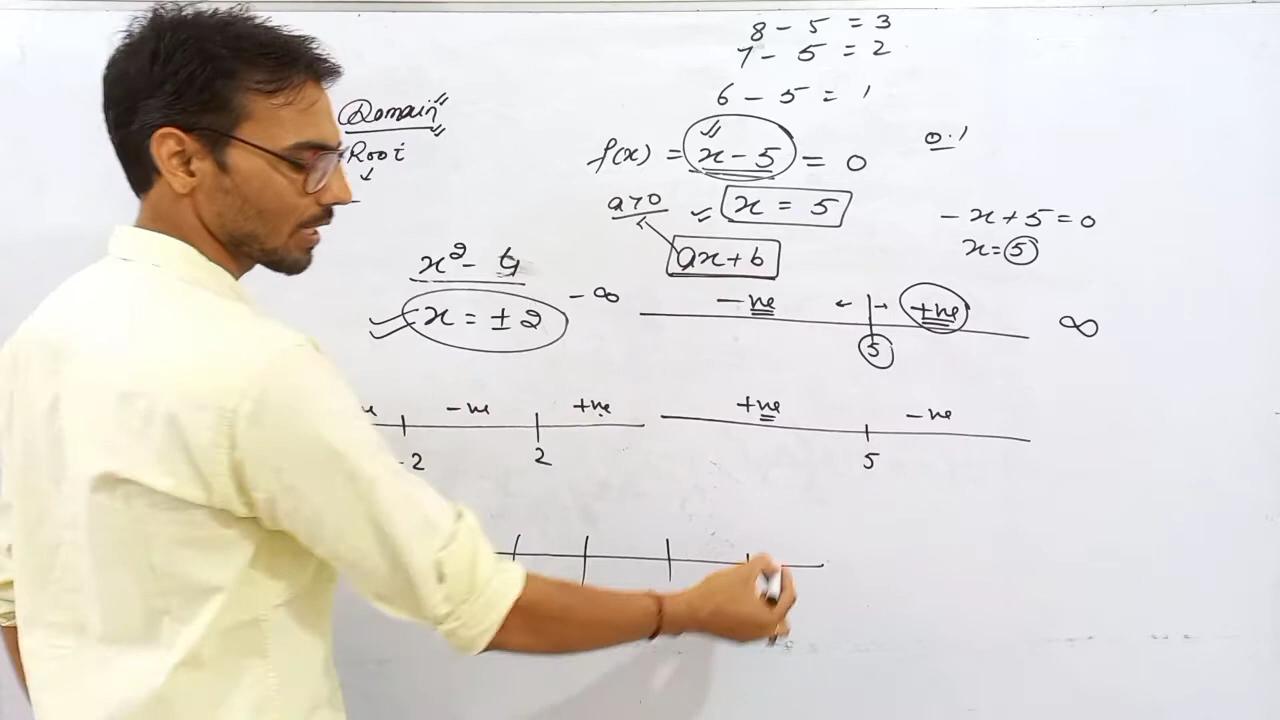 8 - 5 = 3
7 - 5 = 2
6 - 5 = 1
Domain
Root
f(x) = x - 5 = 0
0.1
a>0
x = 5
- x + 5 = 0
x = 5
ax + b
x² - 4
x = ± 2
- ∞
-ve
+ve
∞
5
-ve
+ve
+ve
-ve
-2
2
5